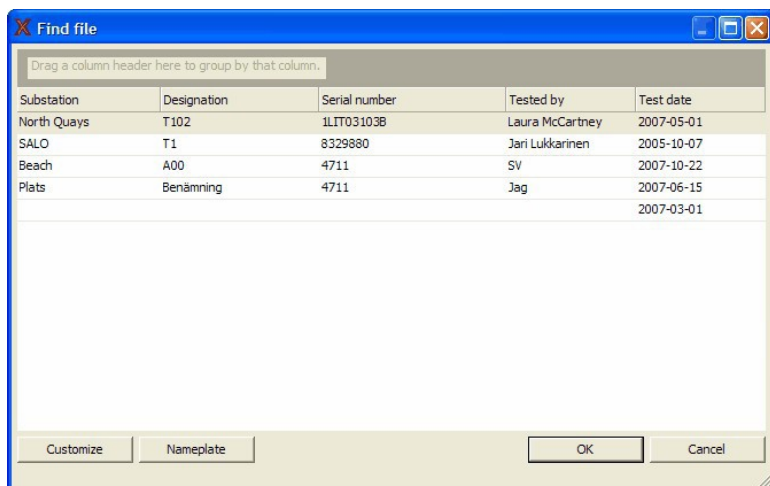 Find file
Drag a column header here to group by that column.
Substation Designation Serial number Tested by Test date
North Quays T102 1LIT03103B Laura McCartney 2007-05-01
SALO T1 8329880 Jari Lukkarinen 2005-10-07
Beach A00 4711 SV 2007-10-22
Plats Benämning 4711 Jag 2007-06-15
2007-03-01
Customize Nameplate OK Cancel